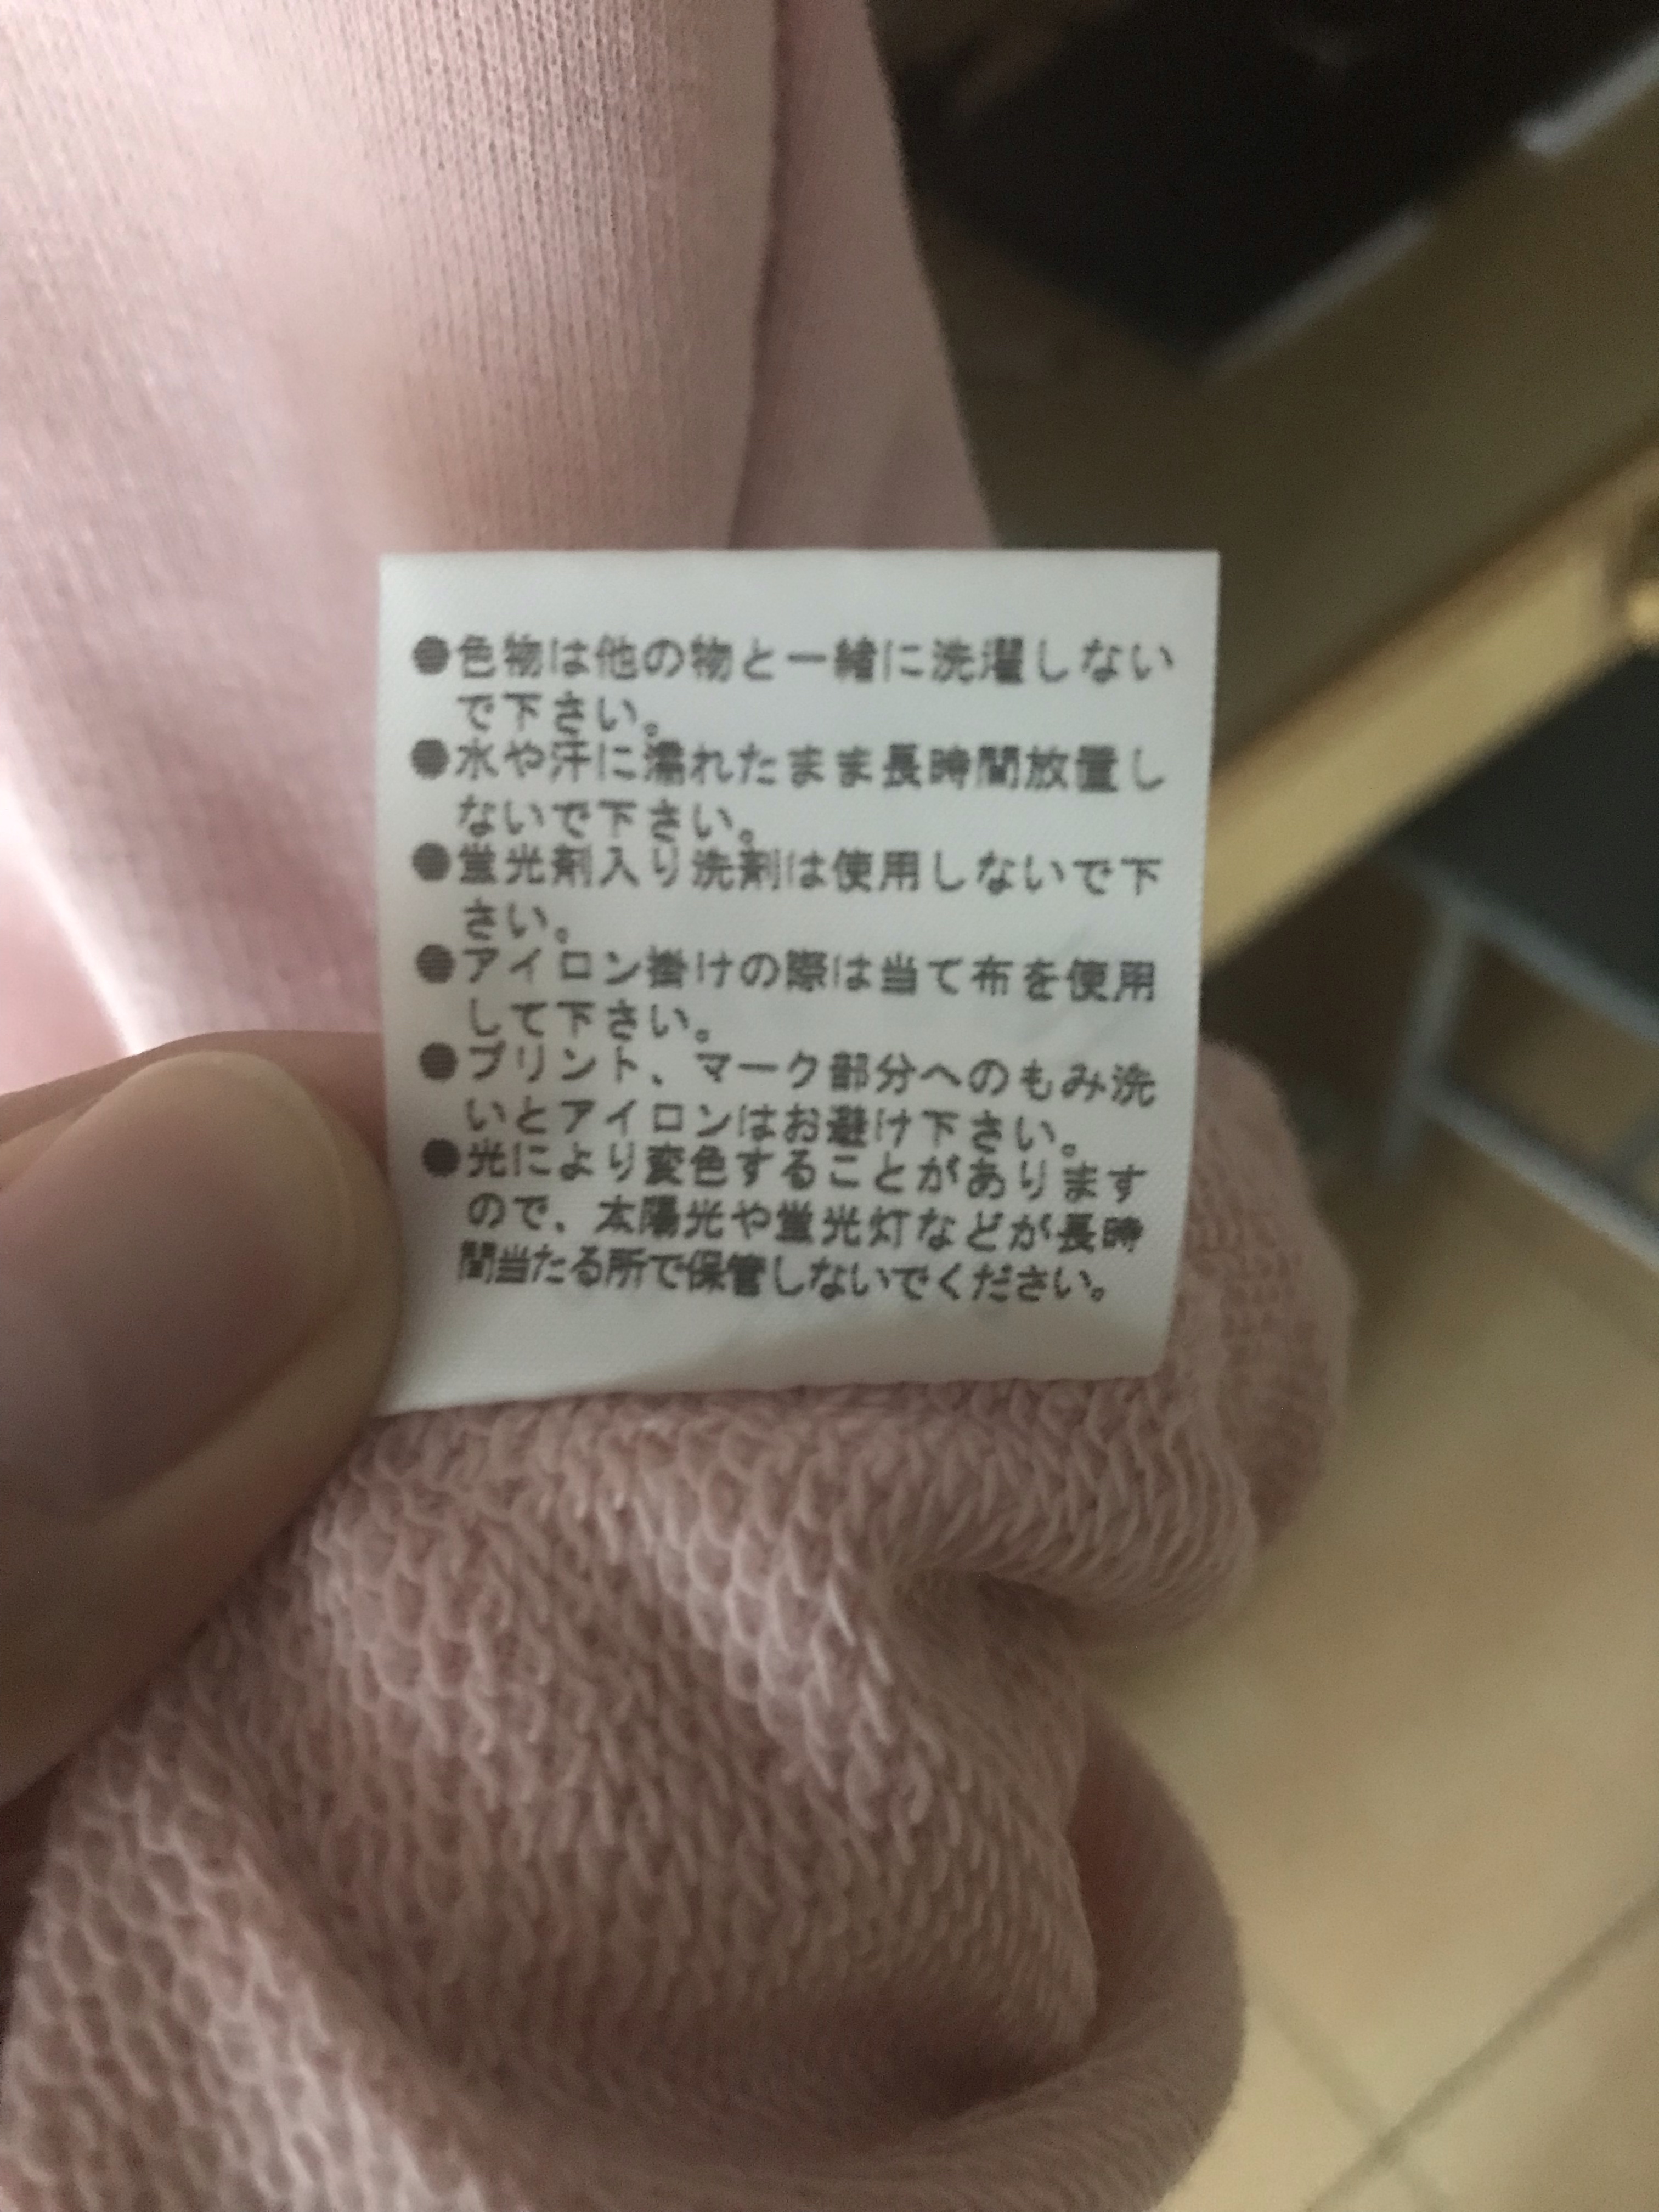 ●色物は他の物と一緒に洗濯しない
で下さい。
●水や汗に濡れたまま長時間放置し
ないで下さい。
●蛍光剤入り洗剤は使用しないで下
さい。
●アイロン掛けの際は当て布を使用
して下さい。
●プリント、マーク部分へのもみ洗
いとアイロンはお避け下さい。
●光により変色することがあります
ので、太陽光や蛍光灯などが長時
間当たる所で保管しないでください。